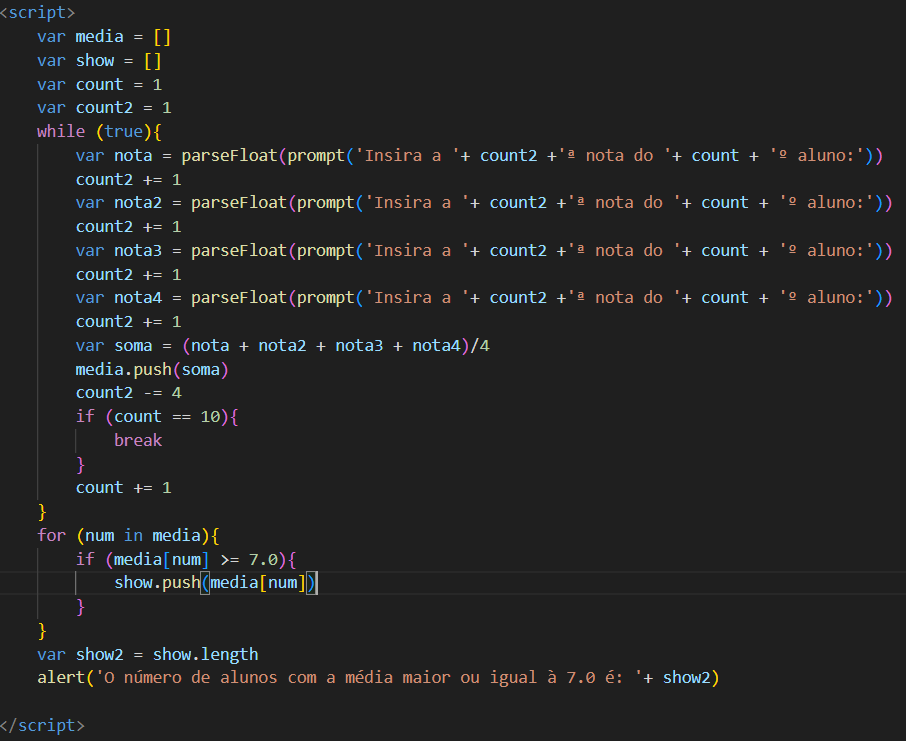 <script>
var media = []
var show = []
var count = 1
var count2 = 1
while (true){
var nota = parseFloat(prompt('Insira a '+ count2 +'ª nota do '+ count + 'º aluno:'))
count2 += 1
var nota2 = parseFloat(prompt('Insira a '+ count2 +'ª nota do '+ count + 'º aluno:'))
count2 += 1
var nota3 = parseFloat(prompt('Insira a '+ count2 +'ª nota do '+ count + 'º aluno:'))
count2 += 1
var nota4 = parseFloat(prompt('Insira a '+ count2 +'ª nota do '+ count + 'º aluno:'))
count2 += 1
var soma = (nota + nota2 + nota3 + nota4)/4
media.push(soma)
count2 -= 4
if (count == 10){
break
}
count += 1
}
for (num in media){
if (media[num] >= 7.0){
show.push(media[num])
}
}
var show2 = show.length
alert('O número de alunos com a média maior ou igual à 7.0 é: '+ show2)
</script>